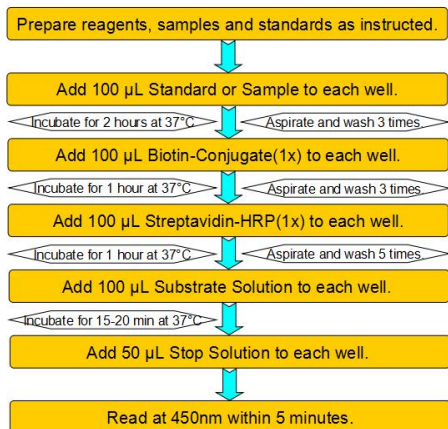 Prepare reagents, samples and standards as instructed.
Add 100 µL Standard or Sample to each well.
Incubate for 2 hours at 37°C
Aspirate and wash 3 times.
Add 100 µL Biotin-Conjugate(1x) to each well.
Incubate for 1 hour at 37°C
Aspirate and wash 3 times.
Add 100 µL Streptavidin-HRP(1x) to each well.
Incubate for 1 hour at 37°C
Aspirate and wash 5 times.
Add 100 µL Substrate Solution to each well.
Incubate for 15-20 min at 37°C
Add 50 µL Stop Solution to each well.
Read at 450nm within 5 minutes.